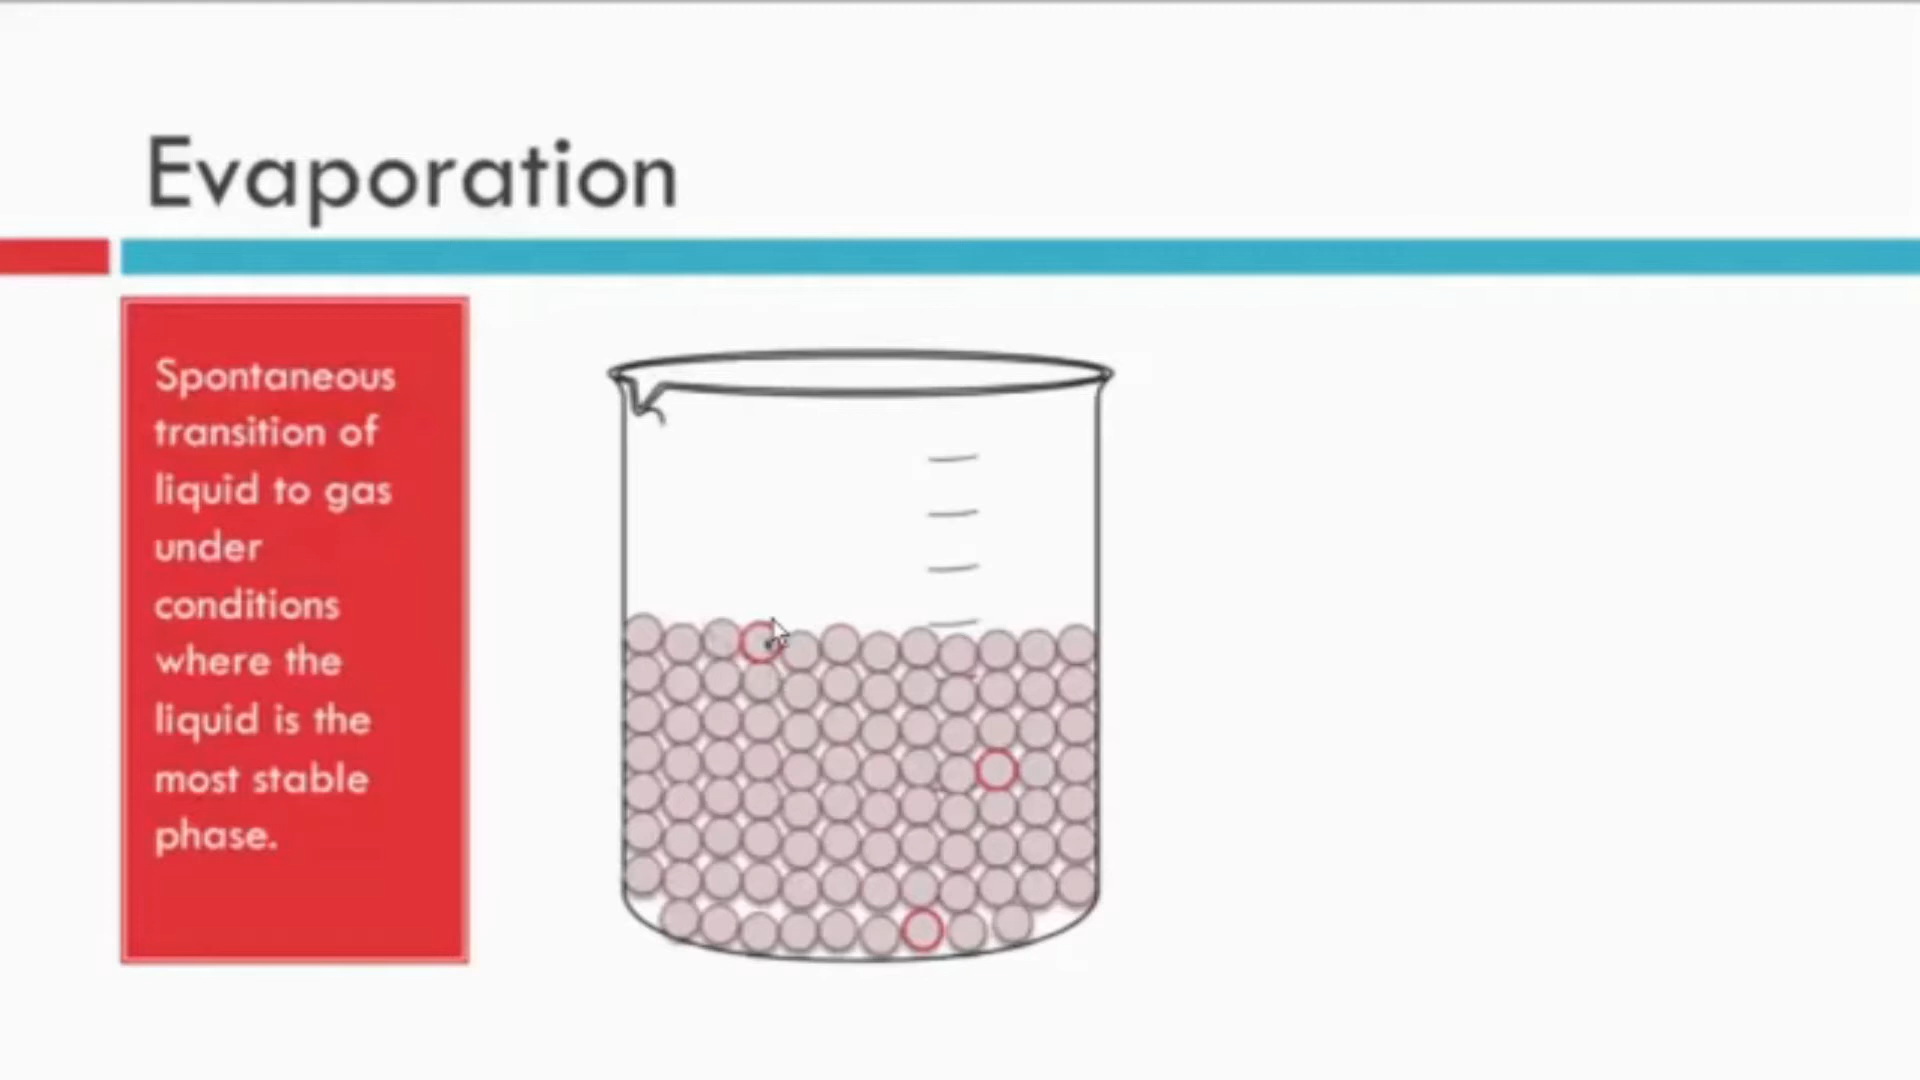 Evaporation
Spontaneous
transition of
liquid to gas
under
conditions
where the
liquid is the
most stable
phase.